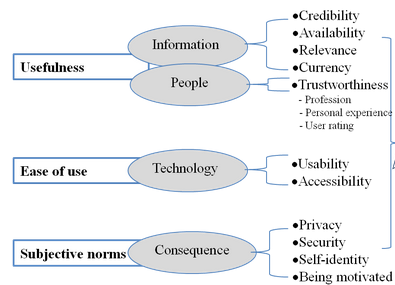 Usefulness
Information
People
●Credibility
●Availability
●Relevance
●Currency
●Trustworthiness
- Profession
- Personal experience
- User rating
Ease of use
Technology
●Usability
●Accessibility
Subjective norms
Consequence
●Privacy
●Security
●Self-identity
●Being motivated